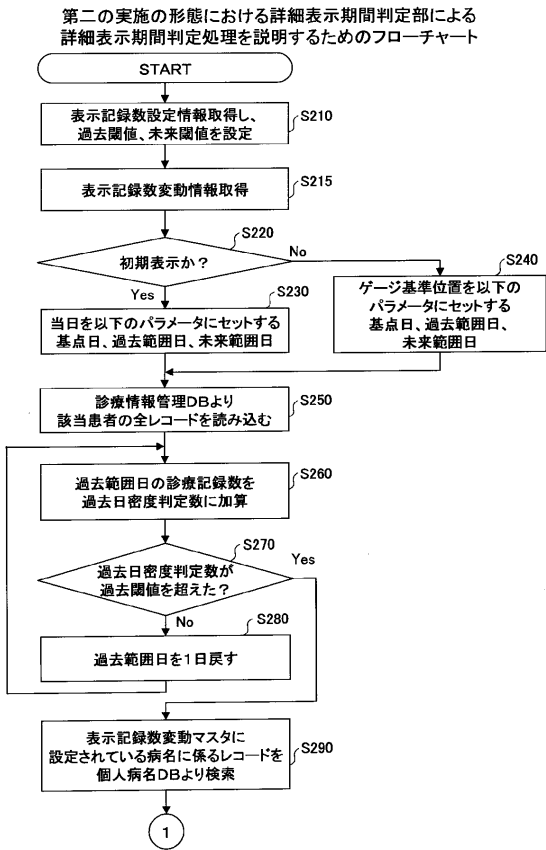 第二の実施の形態における詳細表示期間判定部による
詳細表示期間判定処理を説明するためのフローチャート
START
表示記録数設定情報取得し、
過去閾値、未来閾値を設定
S210
表示記録数変動情報取得
S215
初期表示か？
S220
No
Yes
S230
当日を以下のパラメータにセットする
基点日、過去範囲日、未来範囲日
S240
ゲージ基準位置を以下の
パラメータにセットする
基点日、過去範囲日、
未来範囲日
診療情報管理DBより
該当患者の全レコードを読み込む
S250
過去範囲日の診療記録数を
過去日密度判定数に加算
S260
S270
過去日密度判定数が
過去閾値を超えた？
Yes
No
S280
過去範囲日を1日戻す
表示記録数変動マスタに
設定されている病名に係るレコードを
個人病名DBより検索
S290
1